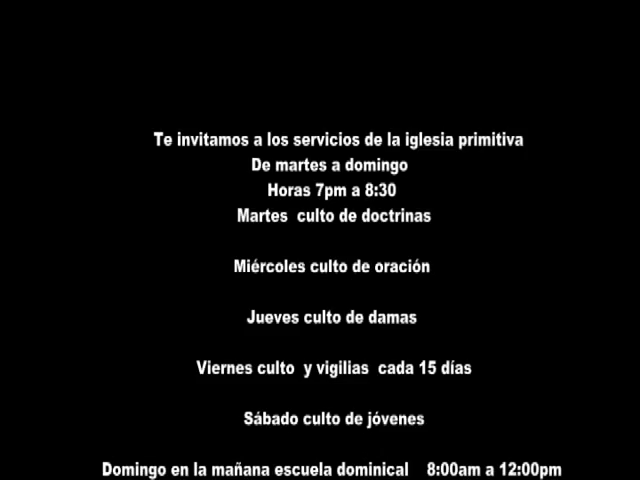 Te invitamos a los servicios de la iglesia primitiva
De martes a domingo
Horas 7pm a 8:30
Martes culto de doctrinas
Miércoles culto de oración
Jueves culto de damas
Viernes culto y vigilias cada 15 días
Sábado culto de jóvenes
Domingo en la mañana escuela dominical 8:00am a 12:00pm